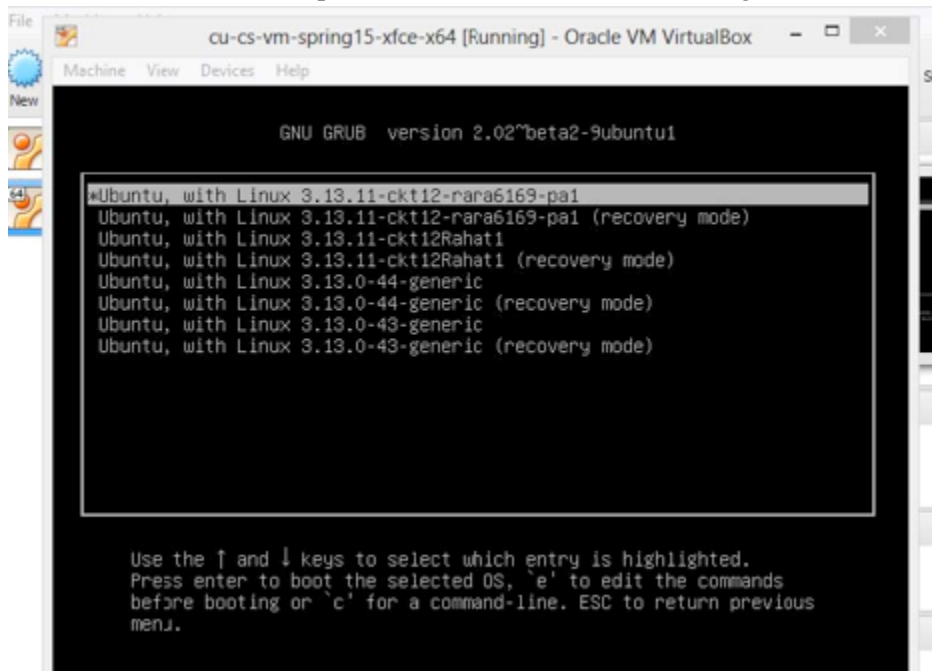 File
cu-cs-vm-spring15-xfce-x64 [Running] - Oracle VM VirtualBox
Machine View Devices Help
New
GNU GRUB version 2.02~beta2-9ubuntu1
64
*Ubuntu, with Linux 3.13.11-ckt12-rara6169-pa1
Ubuntu, with Linux 3.13.11-ckt12-rara6169-pa1 (recovery mode)
Ubuntu, with Linux 3.13.11-ckt12Rahat1
Ubuntu, with Linux 3.13.11-ckt12Rahat1 (recovery mode)
Ubuntu, with Linux 3.13.0-44-generic
Ubuntu, with Linux 3.13.0-44-generic (recovery mode)
Ubuntu, with Linux 3.13.0-43-generic
Ubuntu, with Linux 3.13.0-43-generic (recovery mode)
Use the ↑ and ↓ keys to select which entry is highlighted.
Press enter to boot the selected OS, `e' to edit the commands
before booting or `c' for a command-line. ESC to return previous
menu.